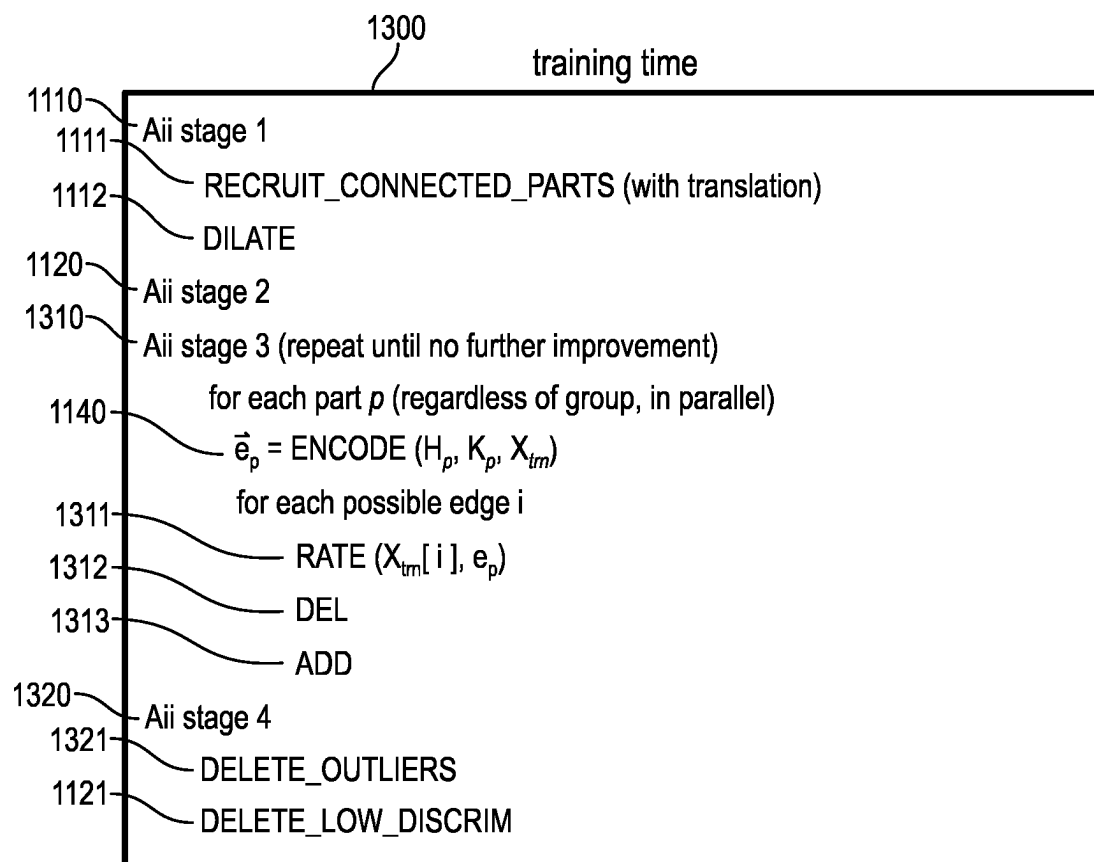 1300
training time
1110
Aii stage 1
1111
RECRUIT_CONNECTED_PARTS (with translation)
1112
DILATE
1120
Aii stage 2
1310
Aii stage 3 (repeat until no further improvement)
for each part p (regardless of group, in parallel)
1140
e⃗p = ENCODE (Hp, Kp, Xtrn)
for each possible edge i
1311
RATE (Xtrn[ i ], ep)
1312
DEL
1313
ADD
1320
Aii stage 4
1321
DELETE_OUTLIERS
1121
DELETE_LOW_DISCRIM